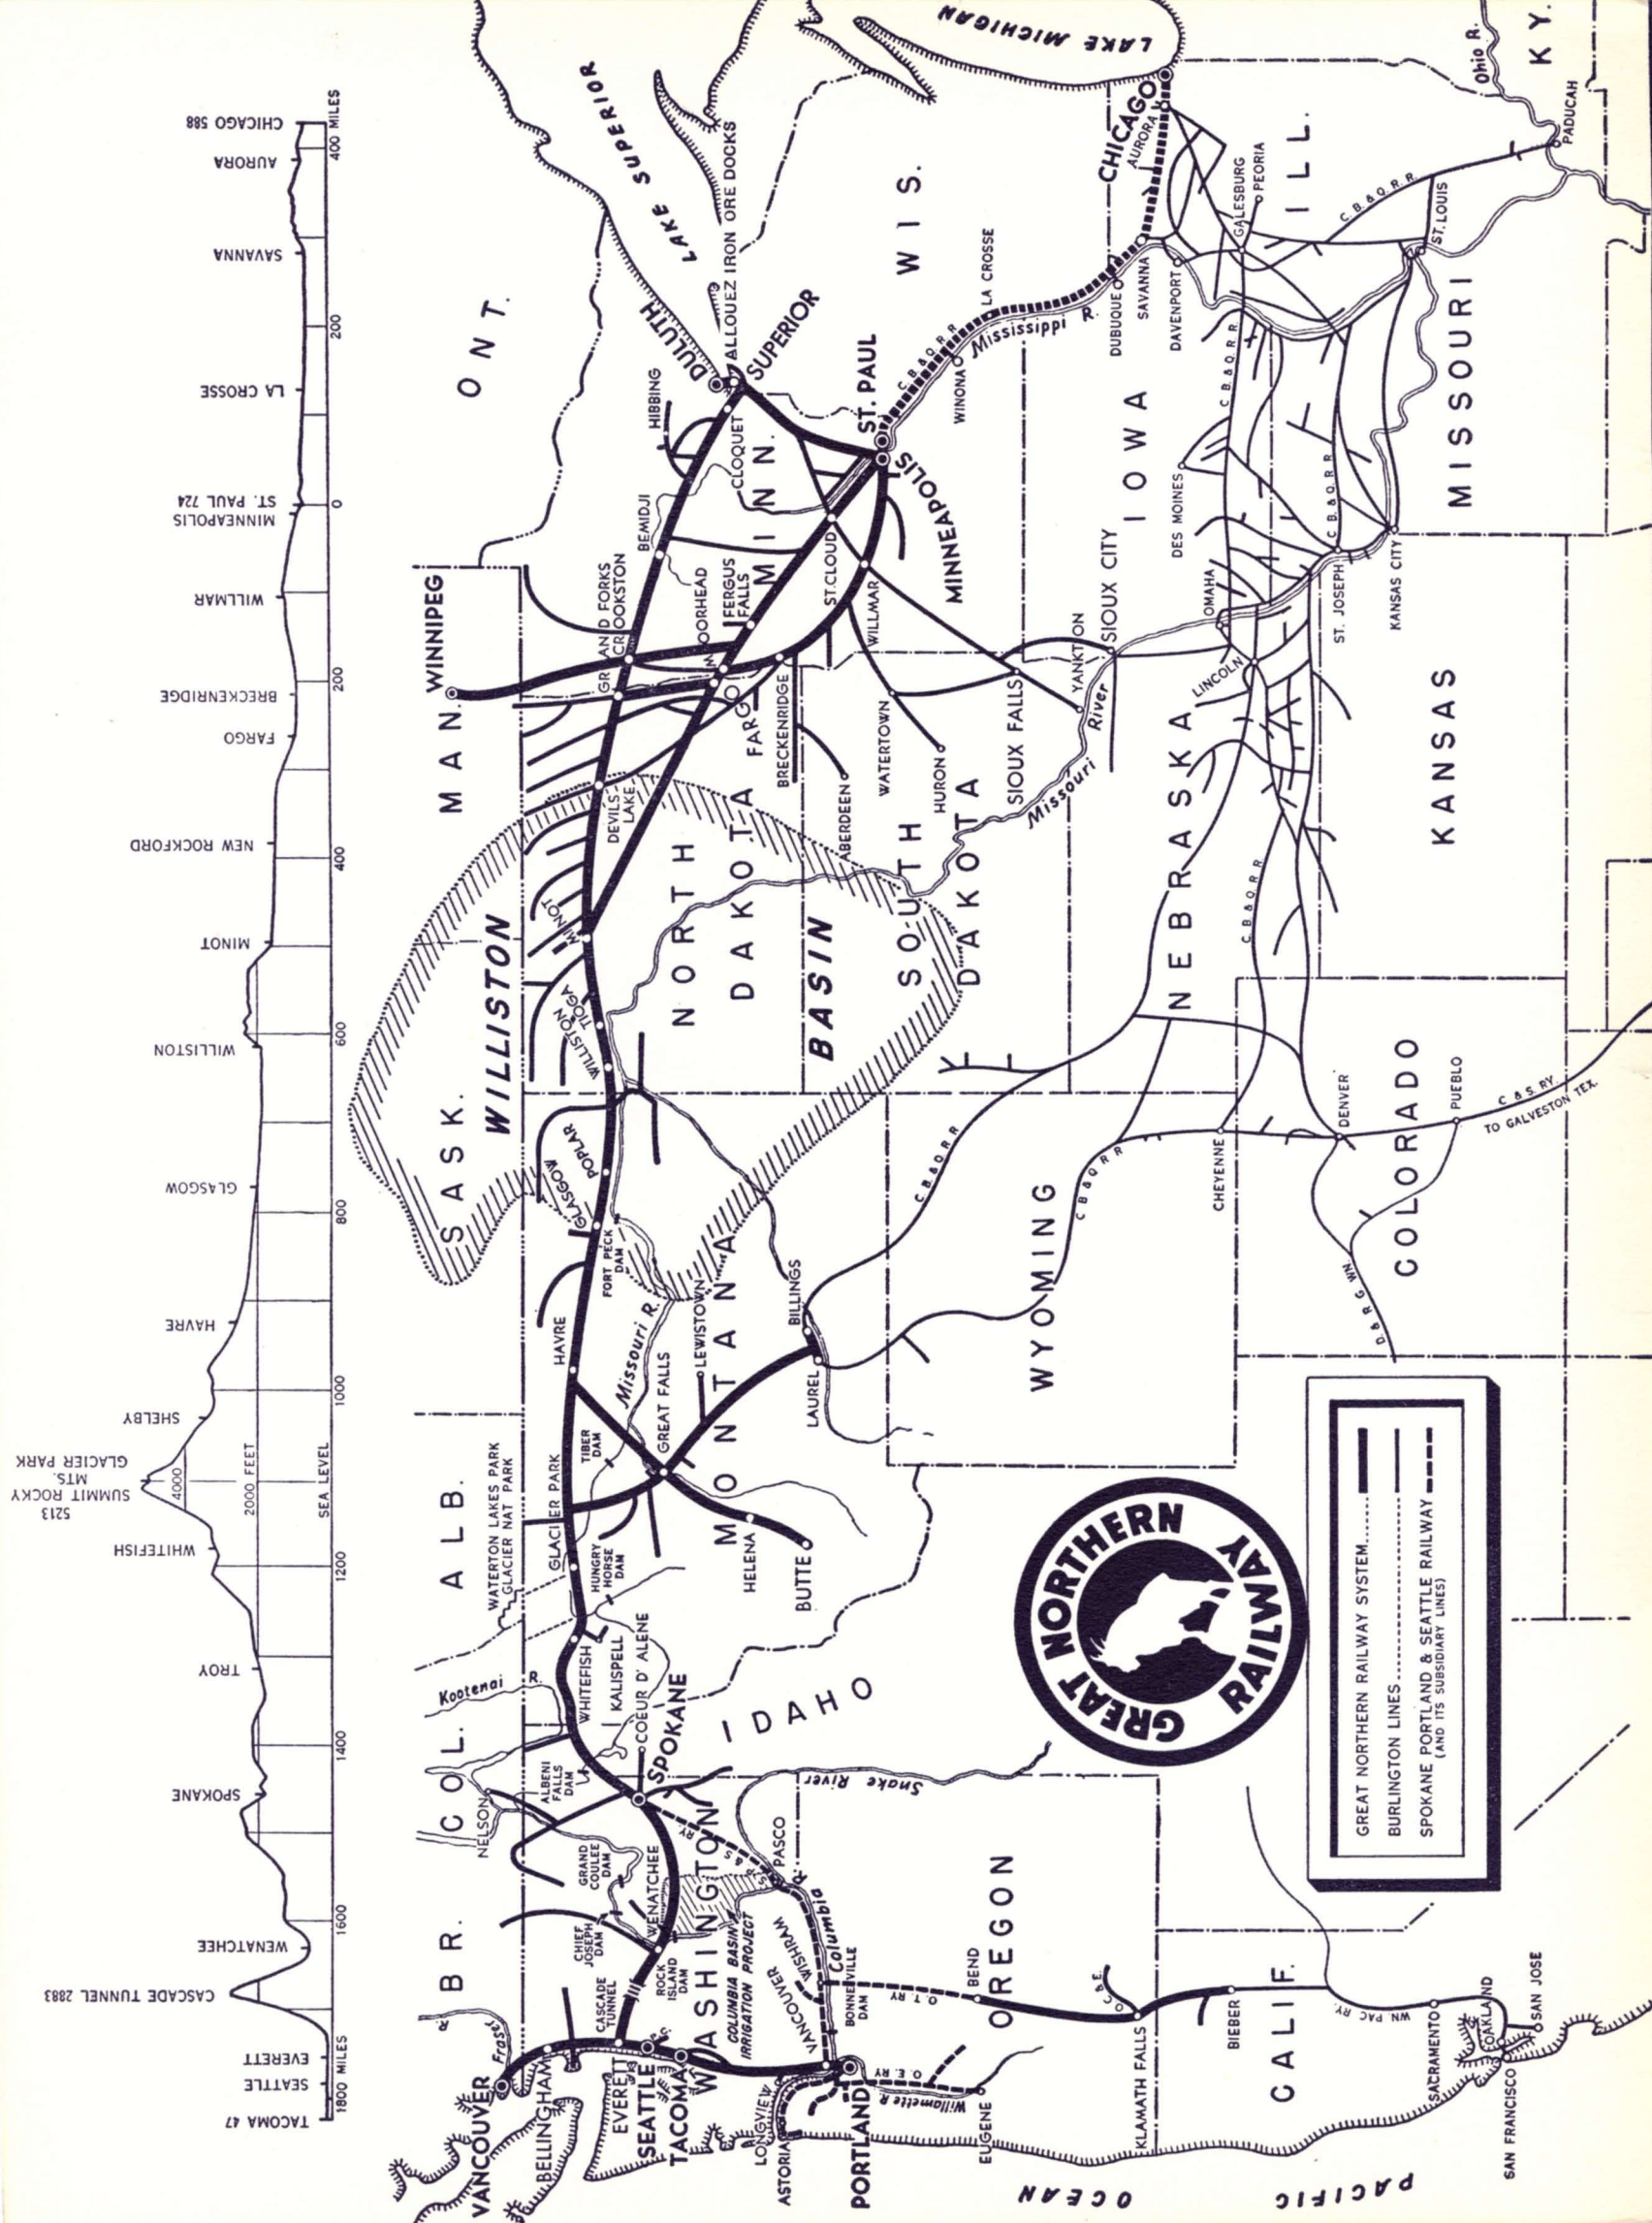 TACOMA 47
SEATTLE
EVERETT
CASCADE TUNNEL 2883
WENATCHEE
SPOKANE
TROY
WHITEFISH
5213
SUMMIT ROCKY
MTS.
GLACIER PARK
SHELBY
HAVRE
GLASGOW
WILLISTON
MINOT
NEW ROCKFORD
FARGO
BRECKENRIDGE
WILLMAR
MINNEAPOLIS
ST. PAUL 724
LA CROSSE
SAVANNA
AURORA
CHICAGO 588
4000
2000 FEET
SEA LEVEL
1800 MILES
1600
1400
1200
1000
800
600
400
200
0
200
400 MILES
BR. COL.
ALB.
SASK.
MAN.
ONT.
WINNIPEG
LAKE SUPERIOR
LAKE MICHIGAN
Fraser
R.
Kootenai R.
NELSON
WATERTON LAKES PARK
GLACIER NAT PARK
WILLISTON
BASIN
VANCOUVER
BELLINGHAM
EVERETT
SEATTLE
TACOMA
CASCADE
TUNNEL
CHIEF
JOSEPH
DAM
GRAND
COULEE
DAM
ALBENI
FALLS
DAM
WENATCHEE
ROCK
ISLAND
DAM
WASHINGTON
COLUMBIA BASIN
IRRIGATION PROJECT
S. P. & S. RY.
SPOKANE
COEUR D'ALENE
KALISPELL
WHITEFISH
HUNGRY
HORSE
DAM
GLACIER PARK
TIBER
DAM
HAVRE
Missouri R.
GREAT FALLS
LEWISTOWN
FORT PECK
DAM
GLASGOW
POPLAR
WILLISTON
TIOGA
MINOT
DEVILS
LAKE
GRAND FORKS
CROOKSTON
BEMIDJI
HIBBING
CLOQUET
DULUTH
SUPERIOR
ALLOUEZ IRON ORE DOCKS
MOORHEAD
FERGUS
FALLS
MINN.
FARGO
BRECKENRIDGE
ST. CLOUD
WILLMAR
ST. PAUL
MINNEAPOLIS
NORTH
DAKOTA
MONTANA
HELENA
BUTTE
LAUREL
BILLINGS
IDAHO
Snake River
PASCO
Columbia R.
WISHRAM
VANCOUVER
BONNEVILLE
DAM
LONGVIEW
ASTORIA
PORTLAND
O. E. RY
Willamette R.
EUGENE
O. T. RY
BEND
OREGON
O. C. & E.
KLAMATH FALLS
BIEBER
CALIF.
WN. PAC. RY.
SACRAMENTO
OAKLAND
SAN FRANCISCO
SAN JOSE
PACIFIC
OCEAN
ABERDEEN
WATERTOWN
HURON
SIOUX FALLS
SOUTH
DAKOTA
Missouri
River
YANKTON
SIOUX CITY
WIS.
C. B. & Q. R. R.
WINONA
LA CROSSE
Mississippi R.
DUBUQUE
SAVANNA
DAVENPORT
CHICAGO
AURORA
GALESBURG
PEORIA
ILL.
C. B. & Q. R. R.
ST. LOUIS
Ohio R.
KY.
PADUCAH
IOWA
DES MOINES
C. B. & Q. R. R.
OMAHA
LINCOLN
C. B. & Q. R. R.
ST. JOSEPH
KANSAS CITY
MISSOURI
KANSAS
NEBRASKA
C. B. & Q. R R
WYOMING
C B & Q R R
C B & Q R R
CHEYENNE
DENVER
COLORADO
PUEBLO
D. & R G. WN.
C & S. RY.
TO GALVESTON TEX.
GREAT NORTHERN
RAILWAY
GREAT NORTHERN RAILWAY SYSTEM
BURLINGTON LINES
SPOKANE PORTLAND & SEATTLE RAILWAY
(AND ITS SUBSIDIARY LINES)